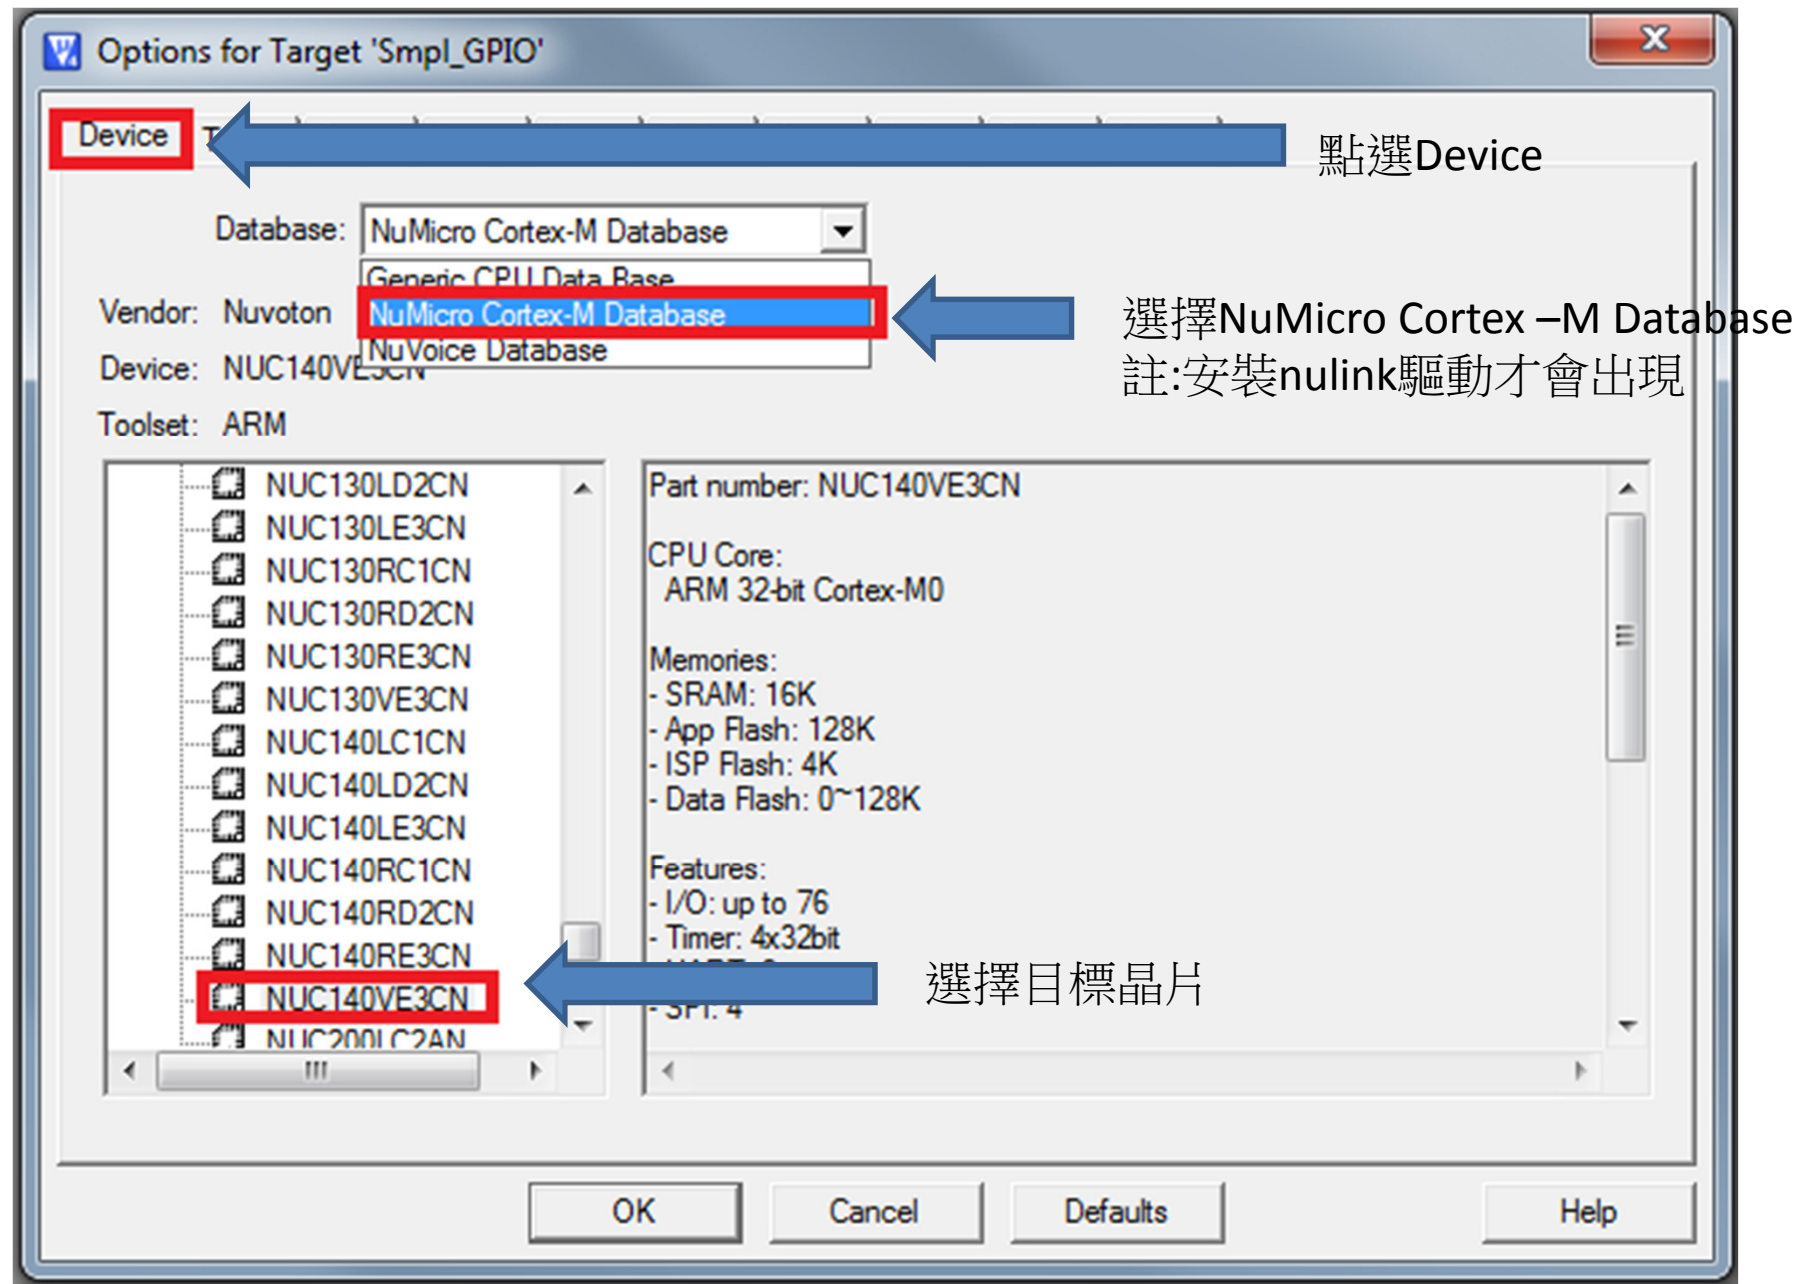 Options for Target 'Smpl_GPIO'
Device
點選Device
Database: NuMicro Cortex-M Database
Generic CPU Data Base
Vendor: Nuvoton
NuMicro Cortex-M Database
NuVoice Database
選擇NuMicro Cortex –M Database
註:安裝nulink驅動才會出現
Device: NUC140VE3CN
Toolset: ARM
NUC130LD2CN
NUC130LE3CN
NUC130RC1CN
NUC130RD2CN
NUC130RE3CN
NUC130VE3CN
NUC140LC1CN
NUC140LD2CN
NUC140LE3CN
NUC140RC1CN
NUC140RD2CN
NUC140RE3CN
NUC140VE3CN
NUC200LC2AN
Part number: NUC140VE3CN
CPU Core:
ARM 32-bit Cortex-M0
Memories:
- SRAM: 16K
- App Flash: 128K
- ISP Flash: 4K
- Data Flash: 0~128K
Features:
- I/O: up to 76
- Timer: 4x32bit
- SPI: 4
選擇目標晶片
OK
Cancel
Defaults
Help